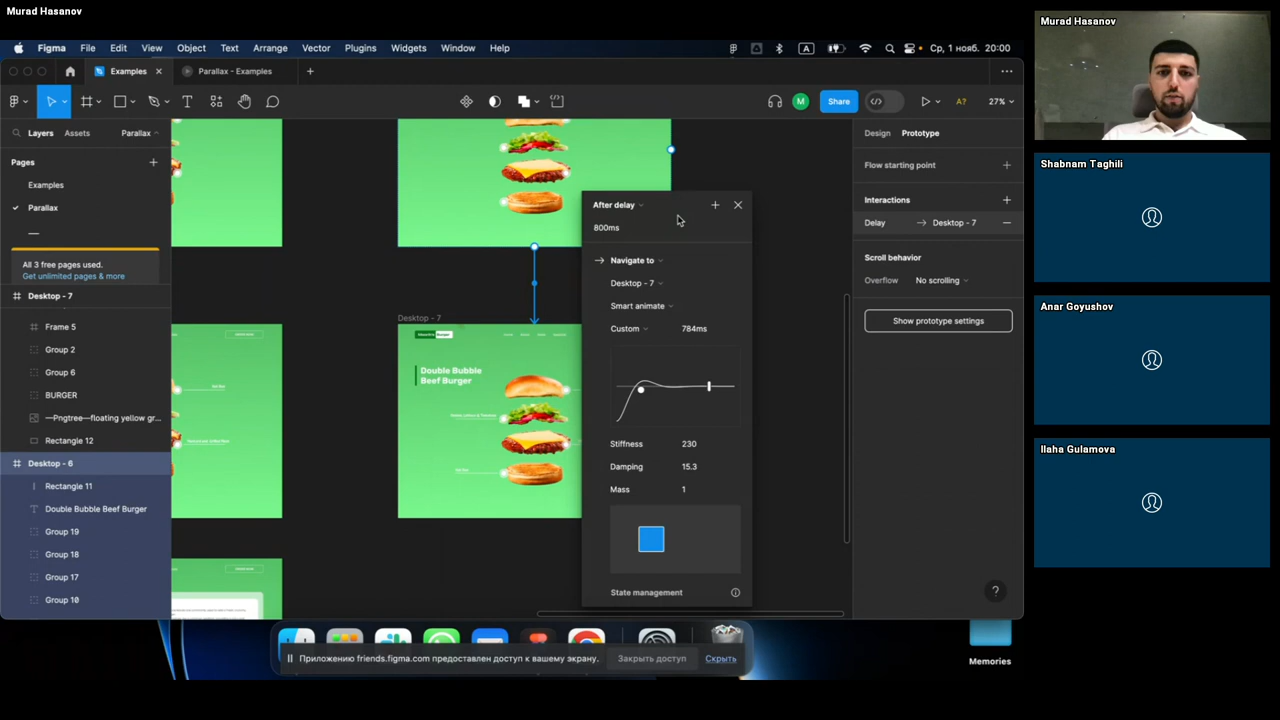 Murad Hasanov
Figma File Edit View Object Text Arrange Vector Plugins Widgets Window Help
A
Ср, 1 нояб. 20:00
Examples
Parallax - Examples
Share
A?
27%
M
Layers
Assets
Parallax
Pages
Examples
Parallax
All 3 free pages used.
Get unlimited pages & more
Desktop - 7
Frame 5
Group 2
Group 6
BURGER
—Pngtree—floating yellow gr...
Rectangle 12
Desktop - 6
Rectangle 11
Double Bubble Beef Burger
Group 19
Group 18
Group 17
Group 10
Desktop - 7
Double Bubble
Beef Burger
After delay
800ms
Navigate to
Desktop - 7
Smart animate
Custom
784ms
Stiffness
230
Damping
15.3
Mass
1
State management
Design
Prototype
Flow starting point
Interactions
Delay
Desktop - 7
Scroll behavior
Overflow
No scrolling
Show prototype settings
?
Приложению friends.figma.com предоставлен доступ к вашему экрану.
Закрыть доступ
Скрыть
Memories
Murad Hasanov
Shabnam Taghili
Anar Goyushov
Ilaha Gulamova